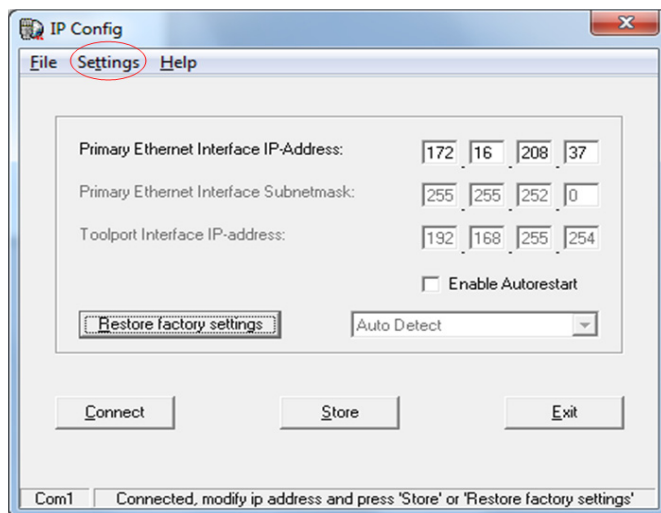 IP Config
File Settings Help
Primary Ethernet Interface IP-Address: 172 . 16 . 208 . 37
Primary Ethernet Interface Subnetmask: 255 . 255 . 252 . 0
Toolport Interface IP-address: 192 . 168 . 255 . 254
Enable Autorestart
Restore factory settings Auto Detect
Connect Store Exit
Com1 Connected, modify ip address and press 'Store' or 'Restore factory settings'